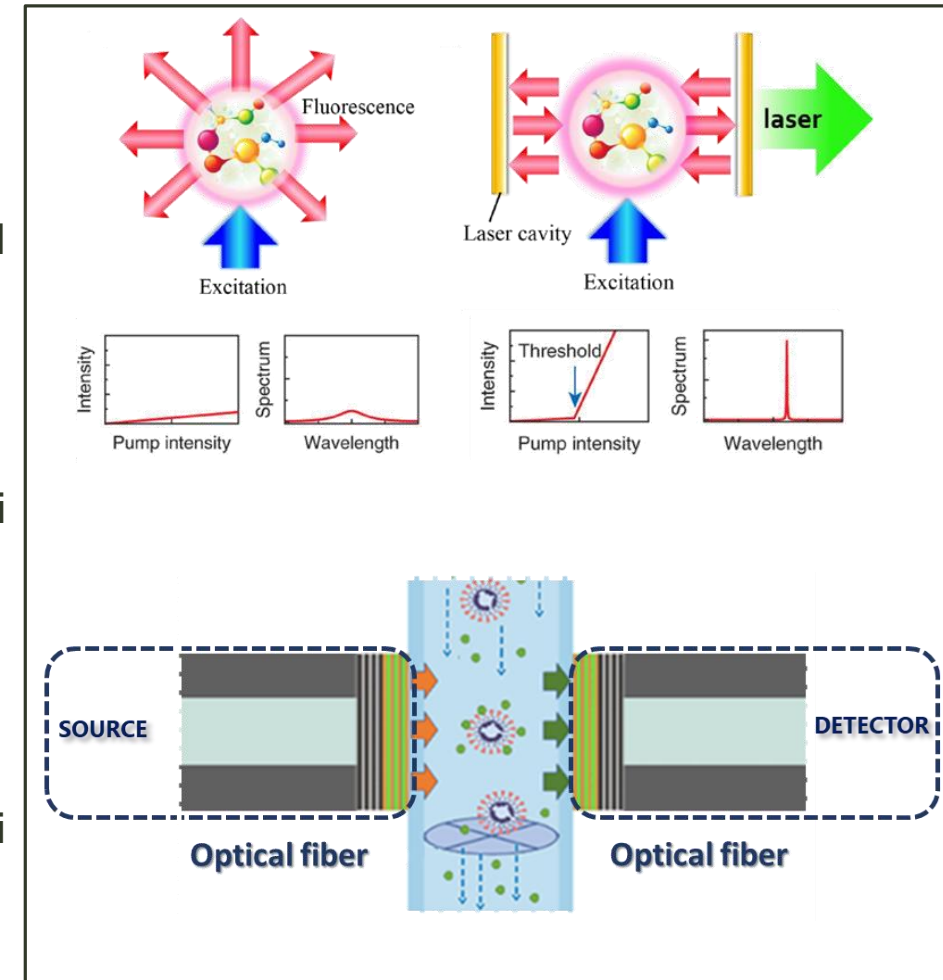 Fluorescence
laser
Laser cavity
Excitation
Excitation
Intensity
Pump intensity
Spectrum
Wavelength
Intensity
Threshold
Pump intensity
Spectrum
Wavelength
SOURCE
DETECTOR
Optical fiber
Optical fiber